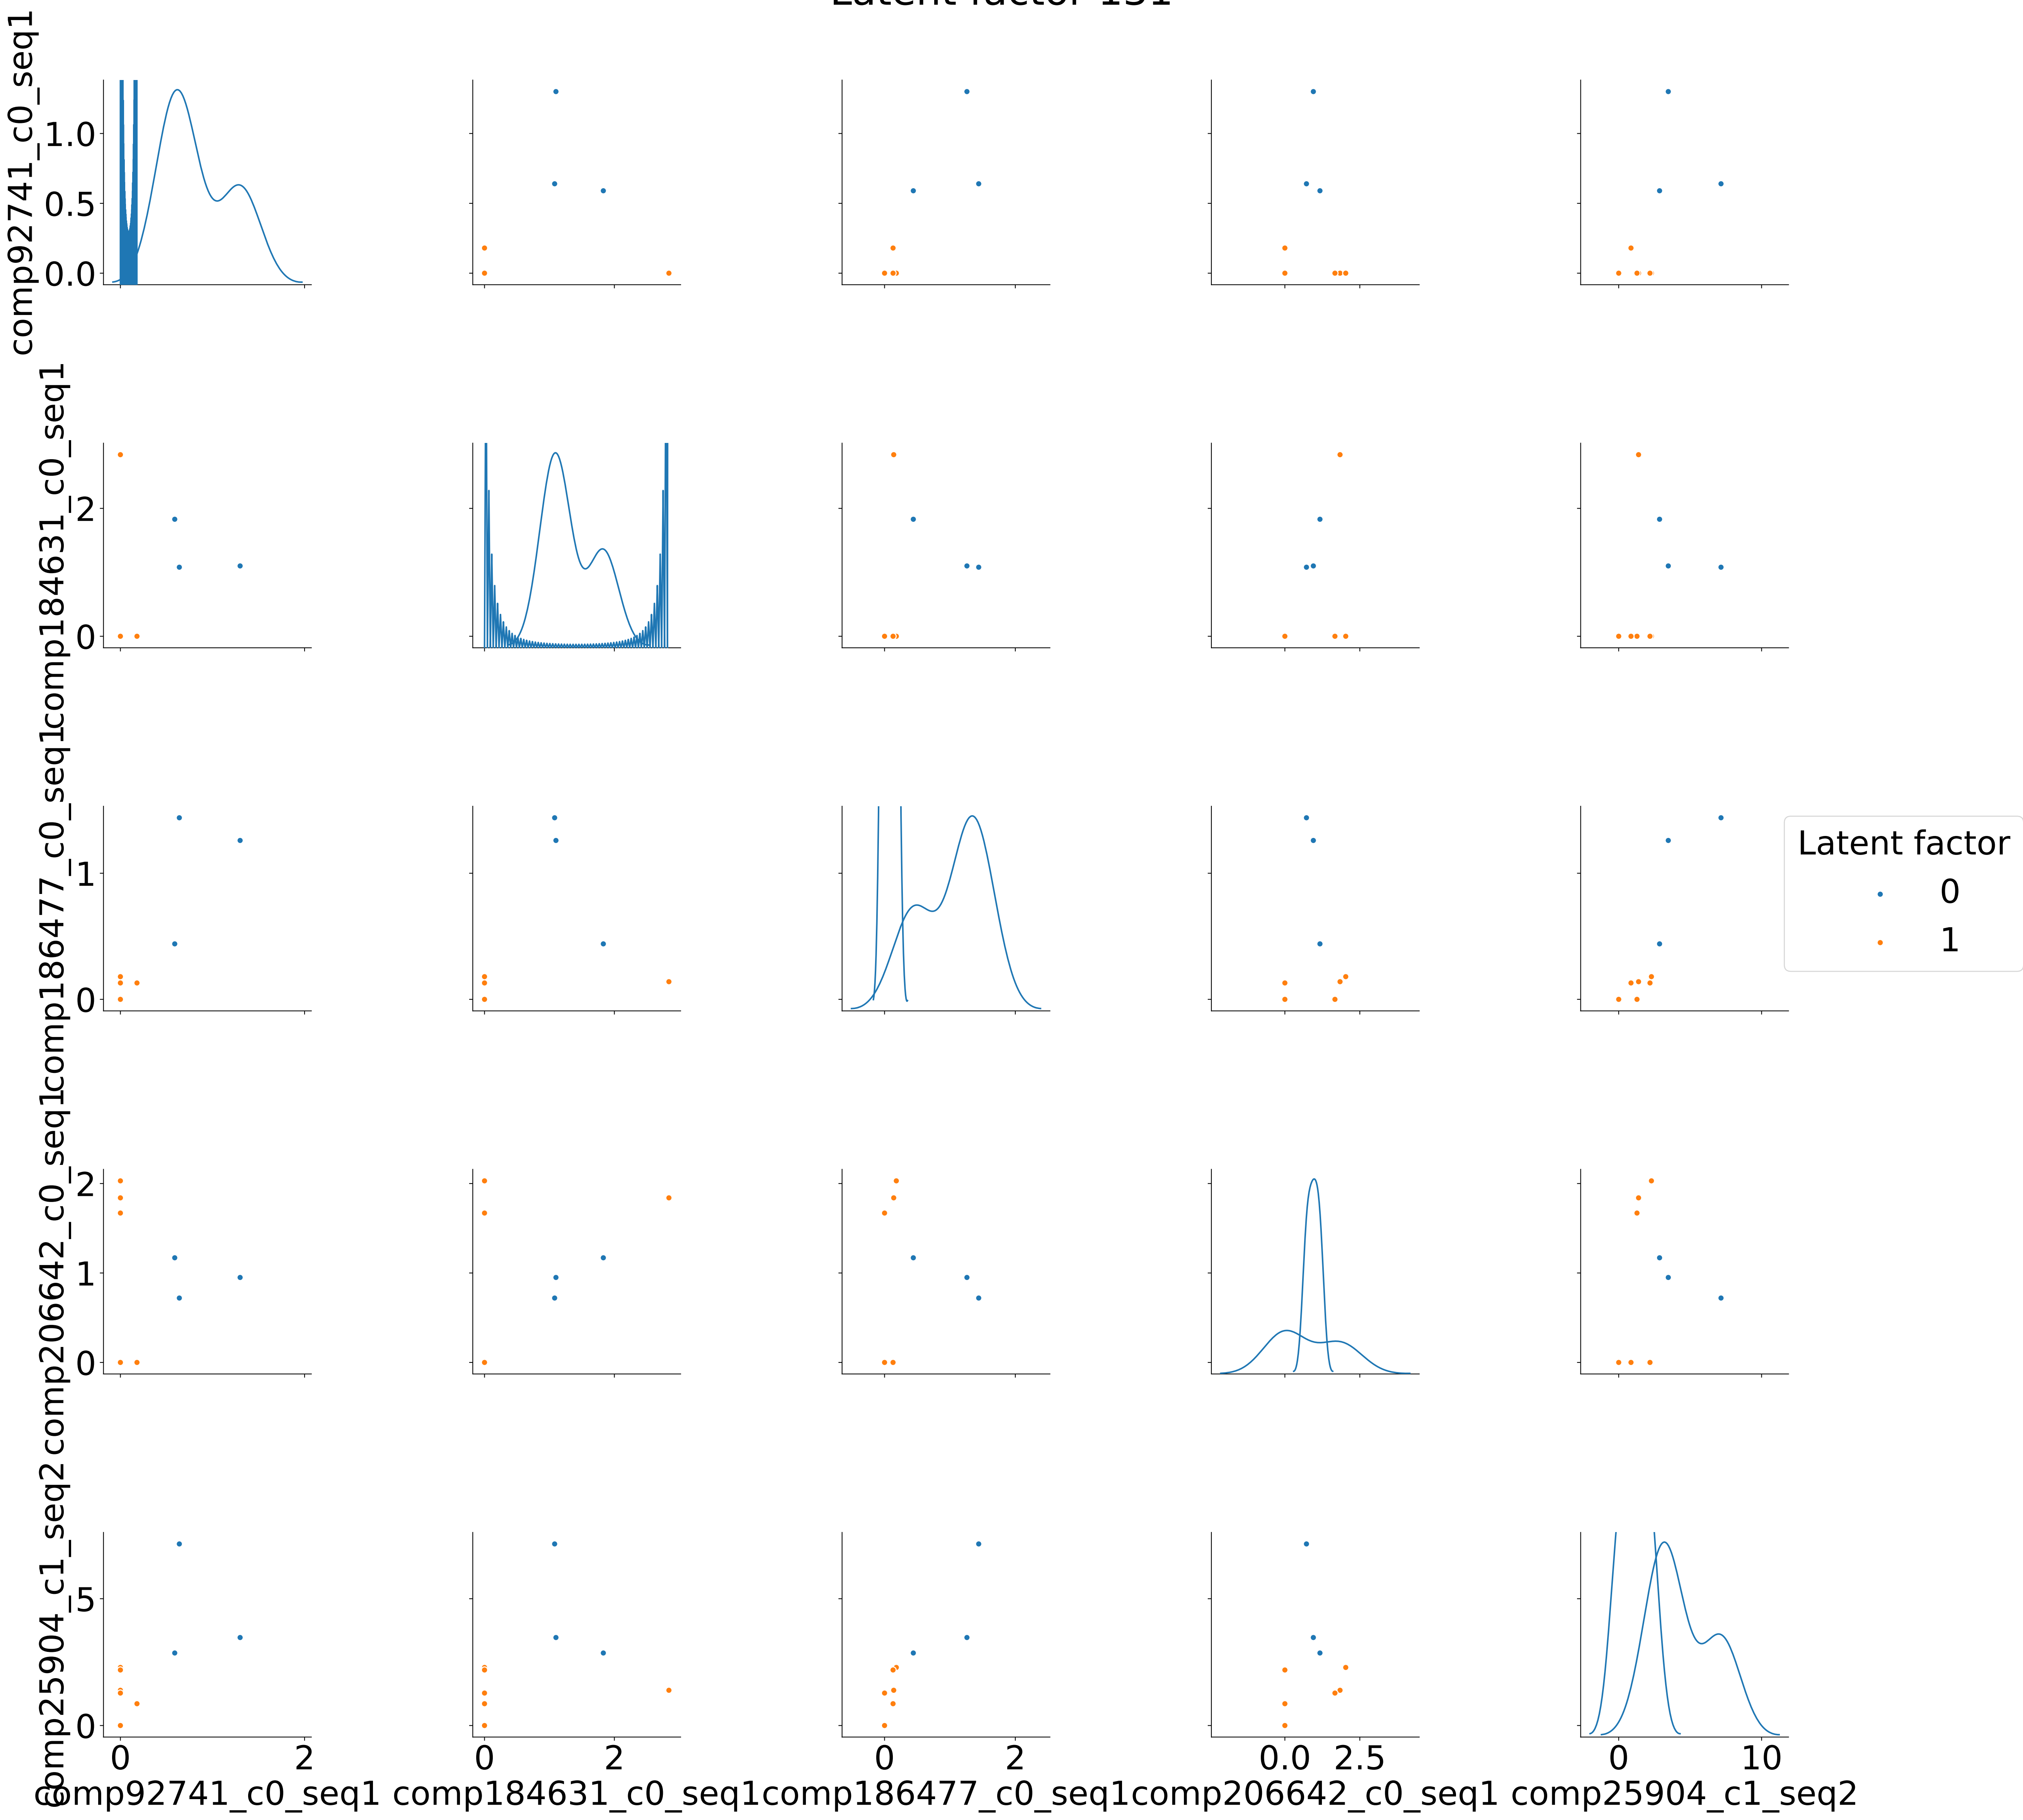 Latent factor 131
comp92741_c0_seq1
1.0
0.5
0.0
comp184631_c0_seq1
2
0
comp186477_c0_seq1
1
0
Latent factor
0
1
comp206642_c0_seq1
2
1
0
comp25904_c1_seq2
5
0
0 2 0 2 0 2 0.0 2.5 0 10
comp92741_c0_seq1 comp184631_c0_seq1 comp186477_c0_seq1 comp206642_c0_seq1 comp25904_c1_seq2